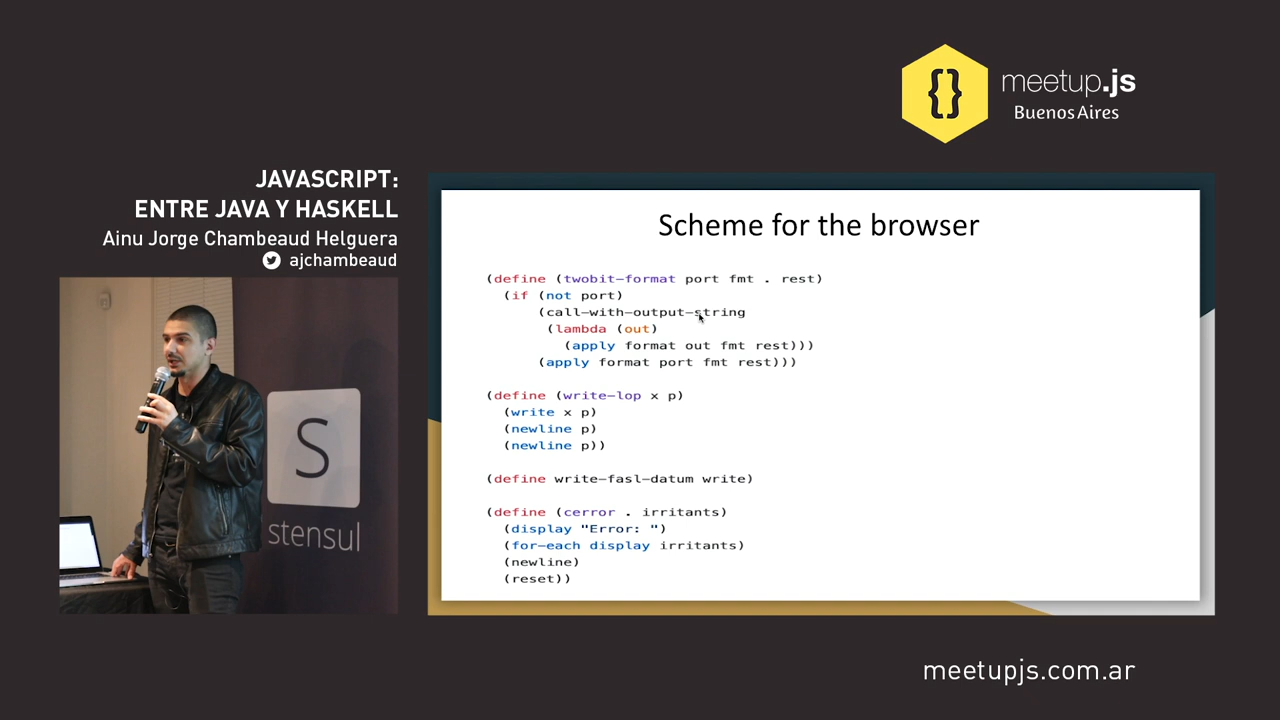 {}
meetup.js
Buenos Aires
JAVASCRIPT:
ENTRE JAVA Y HASKELL
Ainu Jorge Chambeaud Helguera
ajchambeaud
S
stensul
Scheme for the browser
(define (twobit-format port fmt . rest)
(if (not port)
(call-with-output-string
(lambda (out)
(apply format out fmt rest)))
(apply format port fmt rest)))
(define (write-lop x p)
(write x p)
(newline p)
(newline p))
(define write-fasl-datum write)
(define (cerror . irritants)
(display "Error: ")
(for-each display irritants)
(newline)
(reset))
meetupjs.com.ar